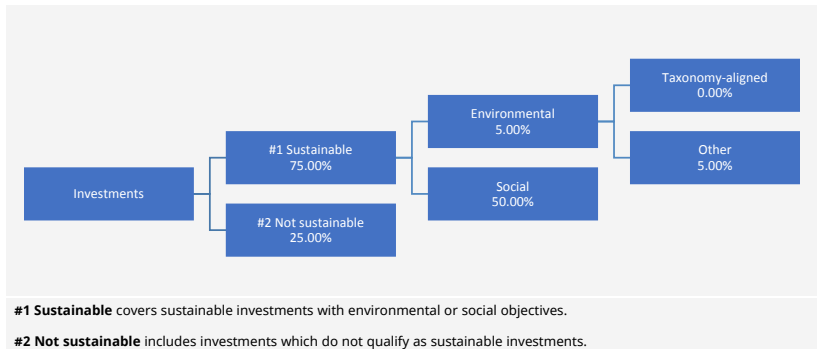 Investments
#1 Sustainable
75.00%
#2 Not sustainable
25.00%
Environmental
5.00%
Social
50.00%
Taxonomy-aligned
0.00%
Other
5.00%
#1 Sustainable covers sustainable investments with environmental or social objectives.
#2 Not sustainable includes investments which do not qualify as sustainable investments.